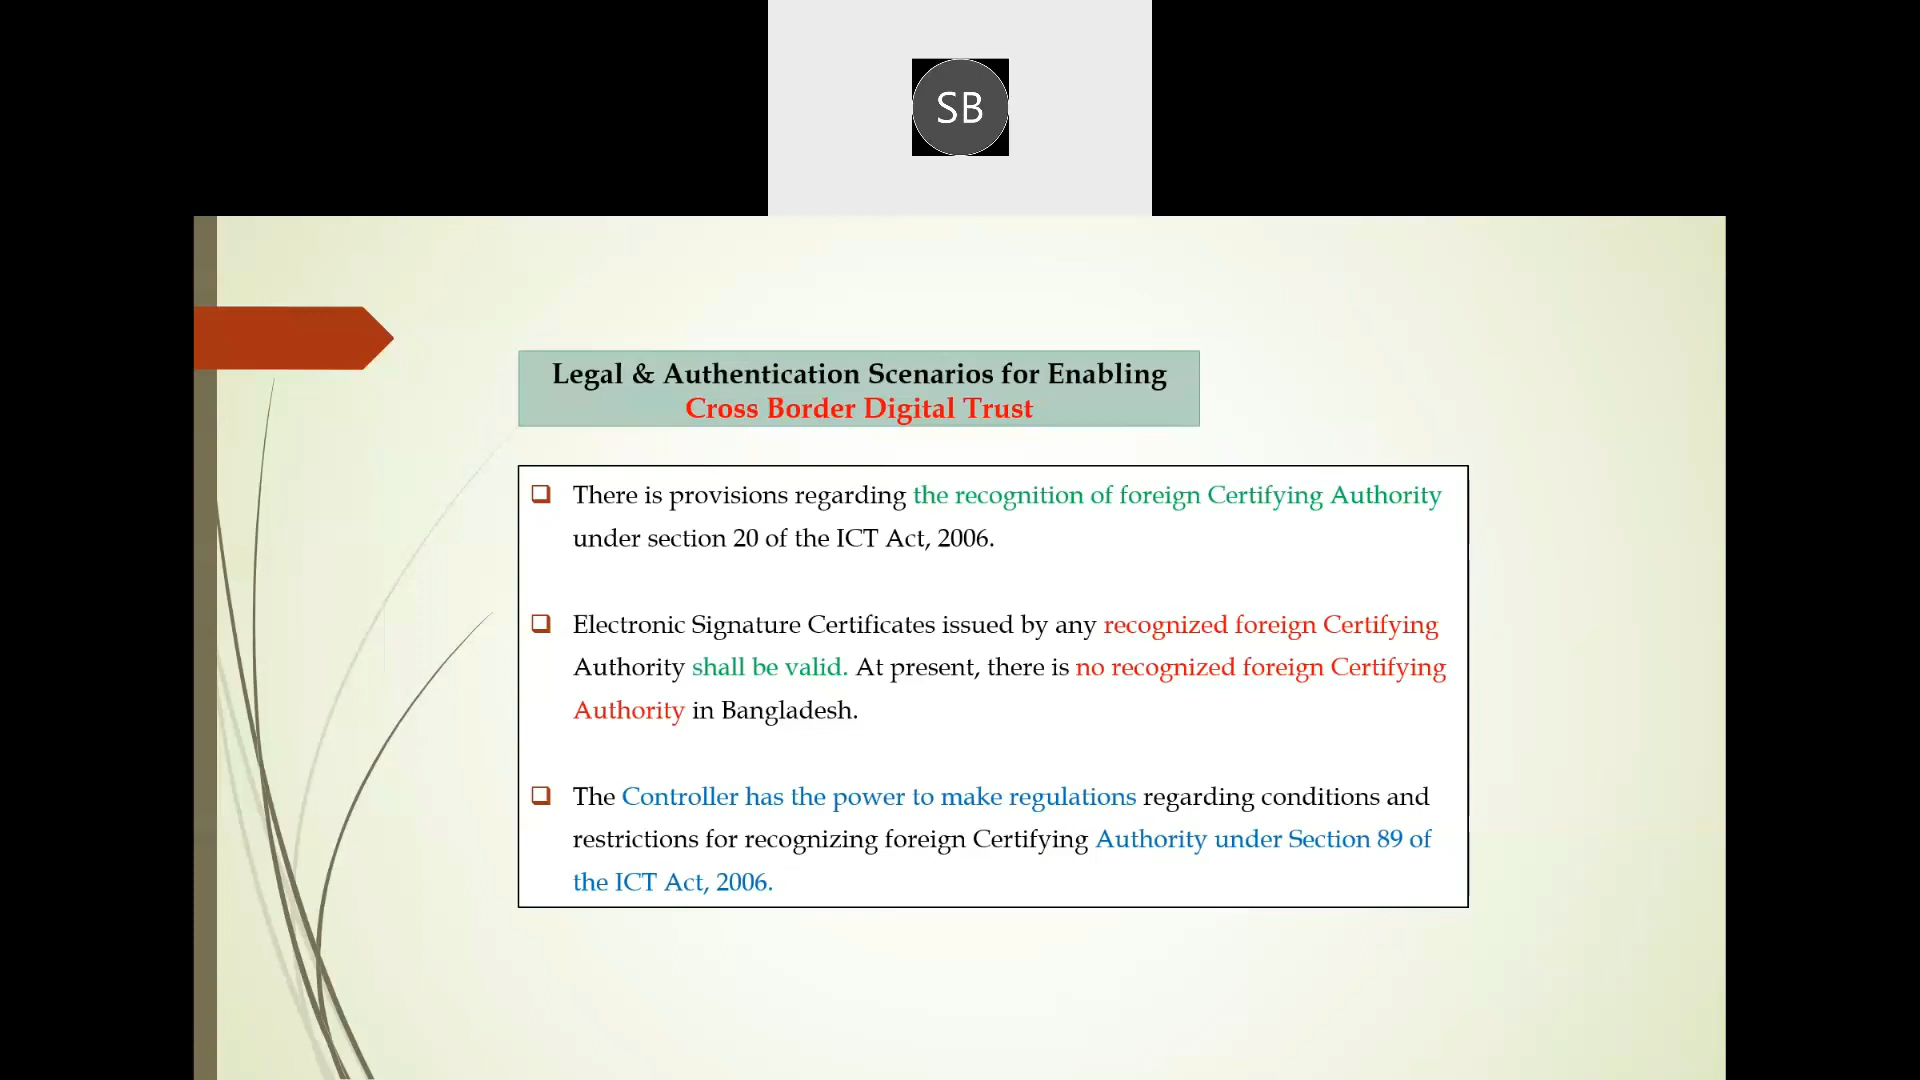 SB
Legal & Authentication Scenarios for Enabling
Cross Border Digital Trust
There is provisions regarding the recognition of foreign Certifying Authority
under section 20 of the ICT Act, 2006.
Electronic Signature Certificates issued by any recognized foreign Certifying
Authority shall be valid. At present, there is no recognized foreign Certifying
Authority in Bangladesh.
The Controller has the power to make regulations regarding conditions and
restrictions for recognizing foreign Certifying Authority under Section 89 of
the ICT Act, 2006.